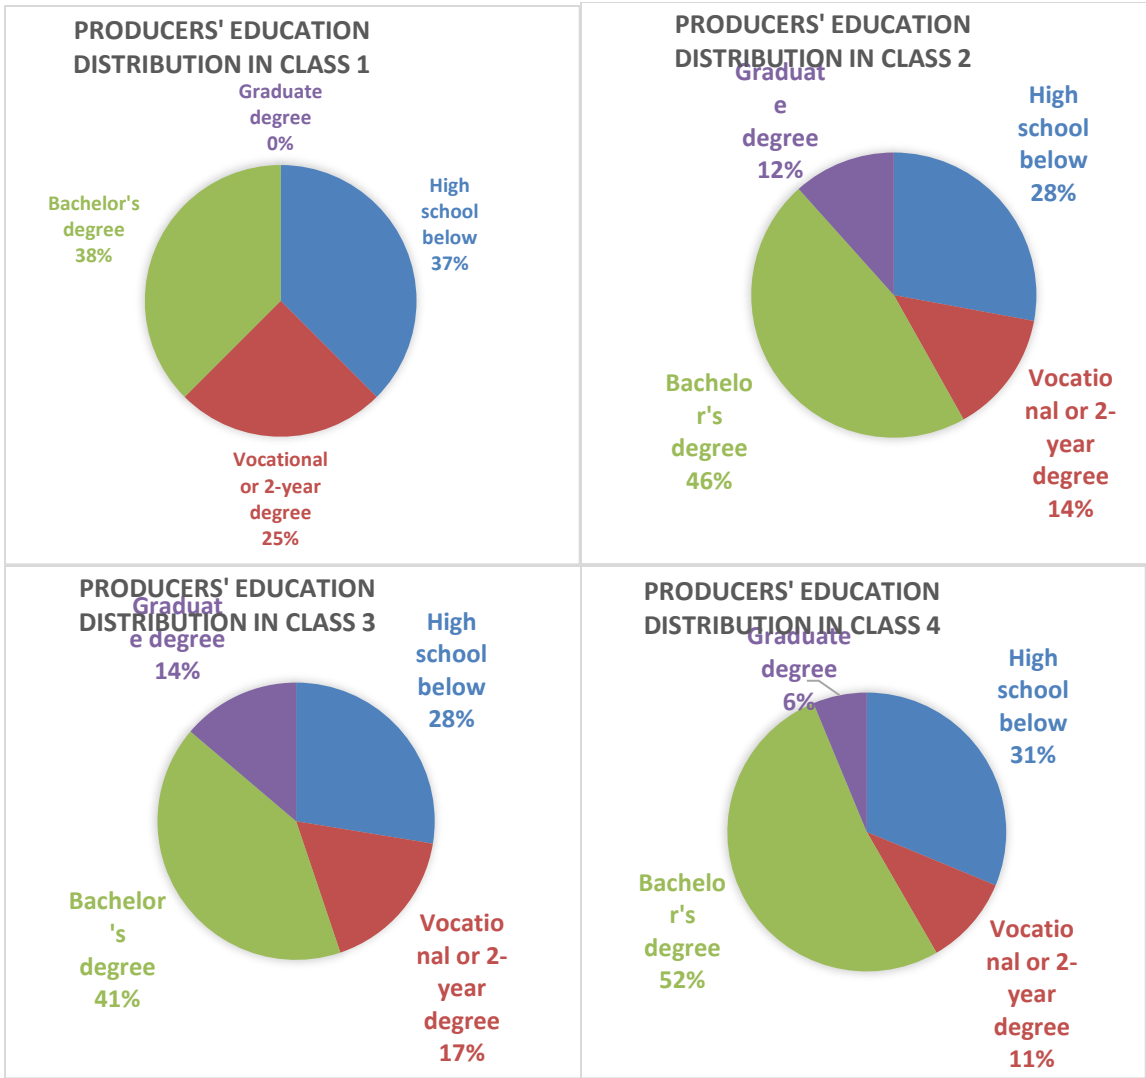 PRODUCERS' EDUCATION
DISTRIBUTION IN CLASS 1
Graduate
degree
0%
High
school
below
37%
Bachelor's
degree
38%
Vocational
or 2-year
degree
25%
PRODUCERS' EDUCATION
DISTRIBUTION IN CLASS 2
Graduat
e
degree
12%
High
school
below
28%
Bachelo
r's
degree
46%
Vocatio
nal or 2-
year
degree
14%
PRODUCERS' EDUCATION
DISTRIBUTION IN CLASS 3
Graduat
e degree
14%
High
school
below
28%
Bachelor
's
degree
41%
Vocatio
nal or 2-
year
degree
17%
PRODUCERS' EDUCATION
DISTRIBUTION IN CLASS 4
Graduate
degree
6%
High
school
below
31%
Bachelo
r's
degree
52%
Vocatio
nal or 2-
year
degree
11%